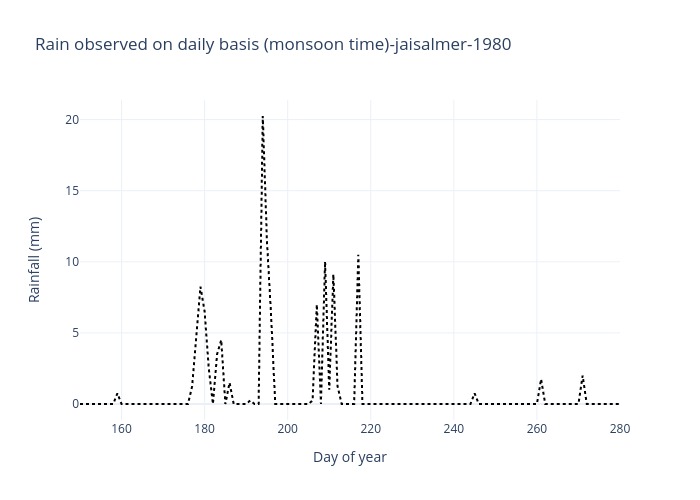 Rain observed on daily basis (monsoon time)-jaisalmer-1980
20
15
10
5
0
Rainfall (mm)
160 180 200 220 240 260 280
Day of year